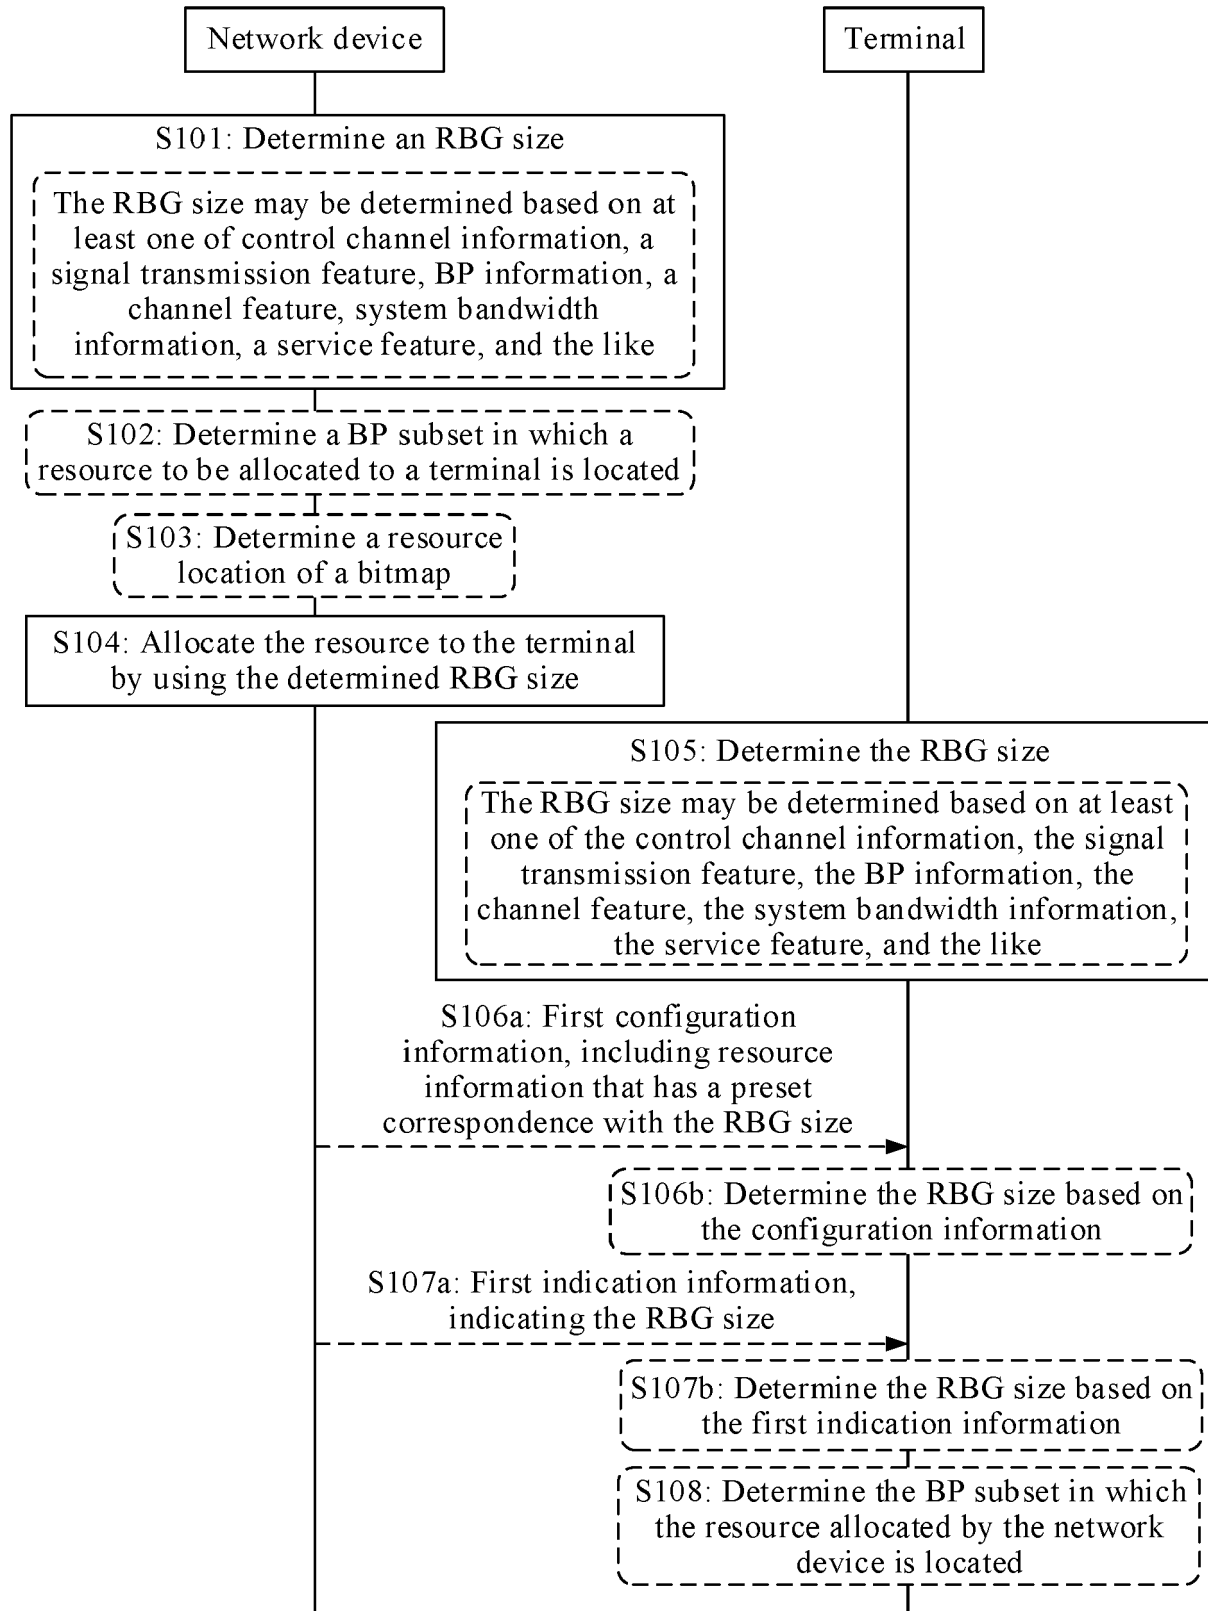 Network device
Terminal
S101: Determine an RBG size
The RBG size may be determined based on at
least one of control channel information, a
signal transmission feature, BP information, a
channel feature, system bandwidth
information, a service feature, and the like
S102: Determine a BP subset in which a
resource to be allocated to a terminal is located
S103: Determine a resource
location of a bitmap
S104: Allocate the resource to the terminal
by using the determined RBG size
S105: Determine the RBG size
The RBG size may be determined based on at least
one of the control channel information, the signal
transmission feature, the BP information, the
channel feature, the system bandwidth information,
the service feature, and the like
S106a: First configuration
information, including resource
information that has a preset
correspondence with the RBG size
S106b: Determine the RBG size based on
the configuration information
S107a: First indication information,
indicating the RBG size
S107b: Determine the RBG size based on
the first indication information
S108: Determine the BP subset in which
the resource allocated by the network
device is located